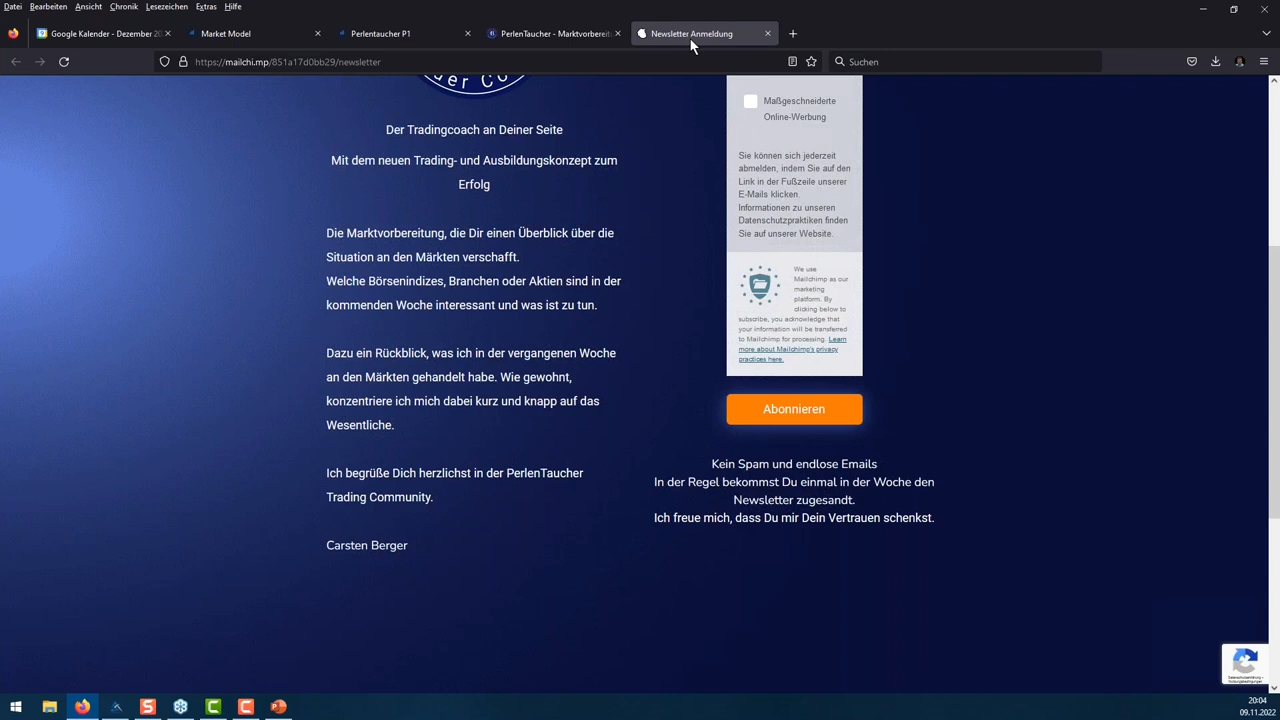 Datei Bearbeiten Ansicht Chronik Lesezeichen Extras Hilfe
Google Kalender - Dezember 20
Market Model
Perlentaucher P1
PerlenTaucher - Marktvorbereit
Newsletter Anmeldung
https://mailchi.mp/851a17d0bb29/newsletter
Suchen
der Co
Der Tradingcoach an Deiner Seite
Mit dem neuen Trading- und Ausbildungskonzept zum
Erfolg
Die Marktvorbereitung, die Dir einen Überblick über die
Situation an den Märkten verschafft.
Welche Börsenindizes, Branchen oder Aktien sind in der
kommenden Woche interessant und was ist zu tun.
Dazu ein Rückblick, was ich in der vergangenen Woche
an den Märkten gehandelt habe. Wie gewohnt,
konzentriere ich mich dabei kurz und knapp auf das
Wesentliche.
Ich begrüße Dich herzlichst in der PerlenTaucher
Trading Community.
Carsten Berger
Maßgeschneiderte
Online-Werbung
Sie können sich jederzeit
abmelden, indem Sie auf den
Link in der Fußzeile unserer
E-Mails klicken.
Informationen zu unseren
Datenschutzpraktiken finden
Sie auf unserer Website.
We use
Mailchimp as our
marketing
platform. By
clicking below to
subscribe, you acknowledge that
your information will be transferred
to Mailchimp for processing. Learn
more about Mailchimp's privacy
practices here.
Abonnieren
Kein Spam und endlose Emails
In der Regel bekommst Du einmal in der Woche den
Newsletter zugesandt.
Ich freue mich, dass Du mir Dein Vertrauen schenkst.
20:04
09.11.2022